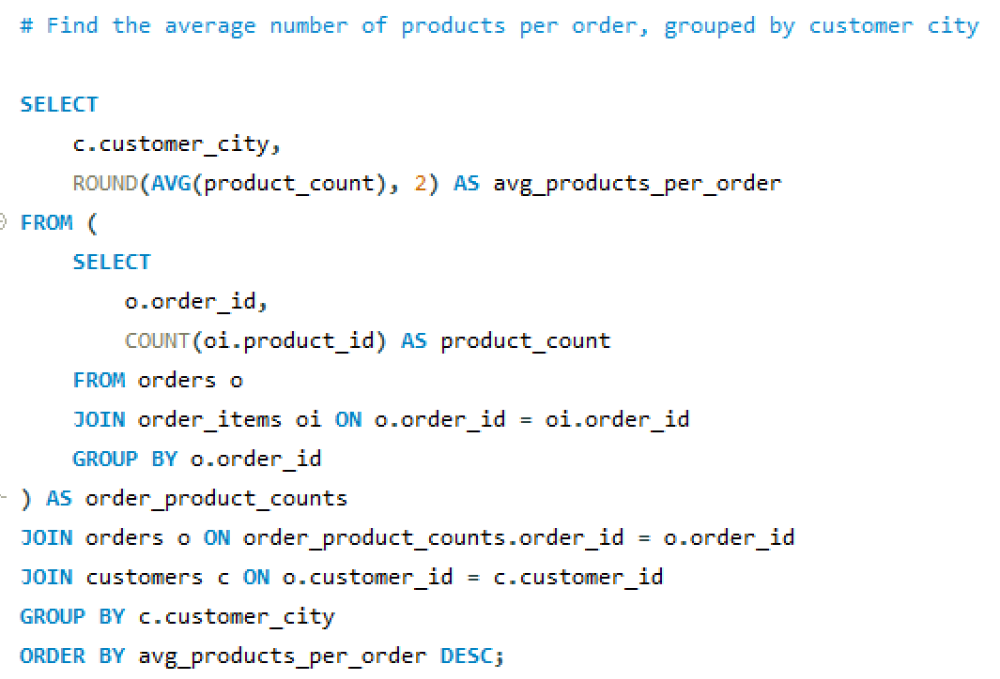 # Find the average number of products per order, grouped by customer city
SELECT
c.customer_city,
ROUND(AVG(product_count), 2) AS avg_products_per_order
FROM (
SELECT
o.order_id,
COUNT(oi.product_id) AS product_count
FROM orders o
JOIN order_items oi ON o.order_id = oi.order_id
GROUP BY o.order_id
) AS order_product_counts
JOIN orders o ON order_product_counts.order_id = o.order_id
JOIN customers c ON o.customer_id = c.customer_id
GROUP BY c.customer_city
ORDER BY avg_products_per_order DESC;